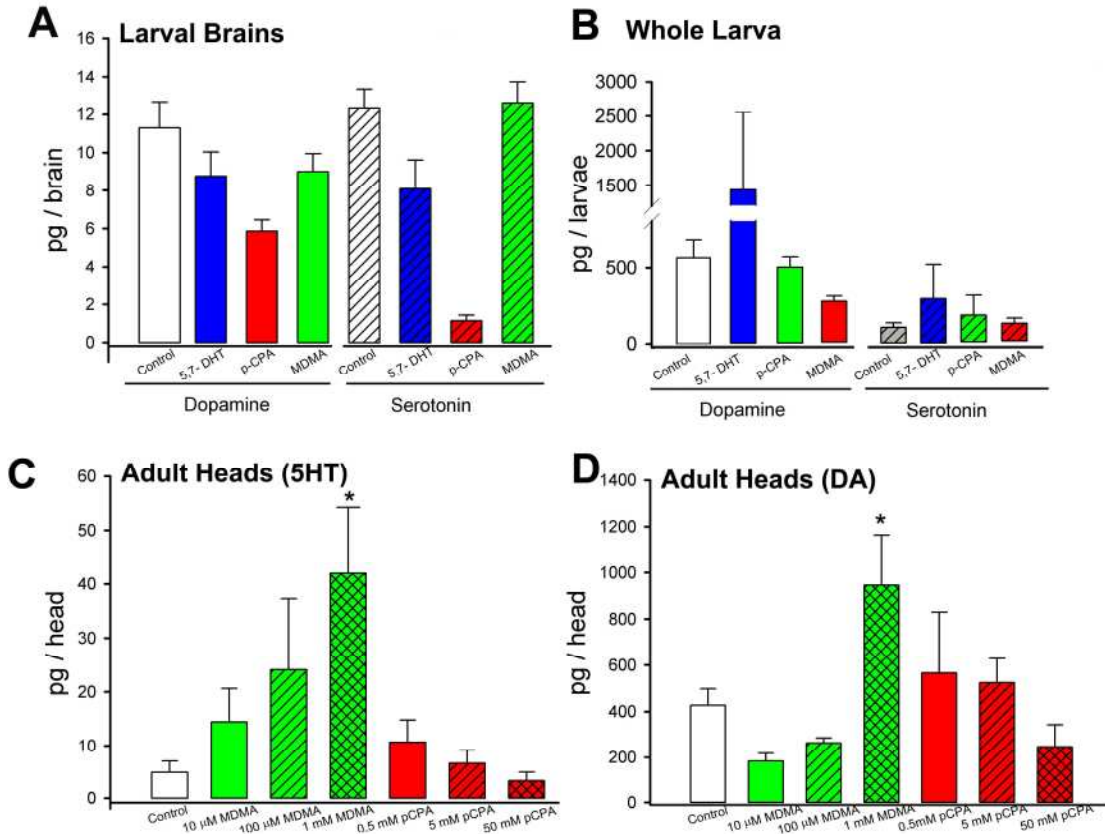 A Larval Brains
16
14
12
10
8
6
4
2
0
pg / brain
Control 5,7- DHT p-CPA MDMA Control 5,7- DHT p-CPA MDMA
Dopamine Serotonin
B Whole Larva
3000
2500
2000
1500
500
0
pg / larvae
Control 5,7- DHT p-CPA MDMA Control 5,7- DHT p-CPA MDMA
Dopamine Serotonin
C Adult Heads (5HT)
60
50
40
30
20
10
0
pg / head
*
Control 10 μM MDMA 100 μM MDMA 1 mM MDMA 0.5 mM pCPA 5 mM pCPA 50 mM pCPA
D Adult Heads (DA)
1400
1200
1000
800
600
400
200
0
pg / head
*
Control 10 μM MDMA 100 μM MDMA 1 mM MDMA 0.5mM pCPA 5 mM pCPA 50 mM pCPA